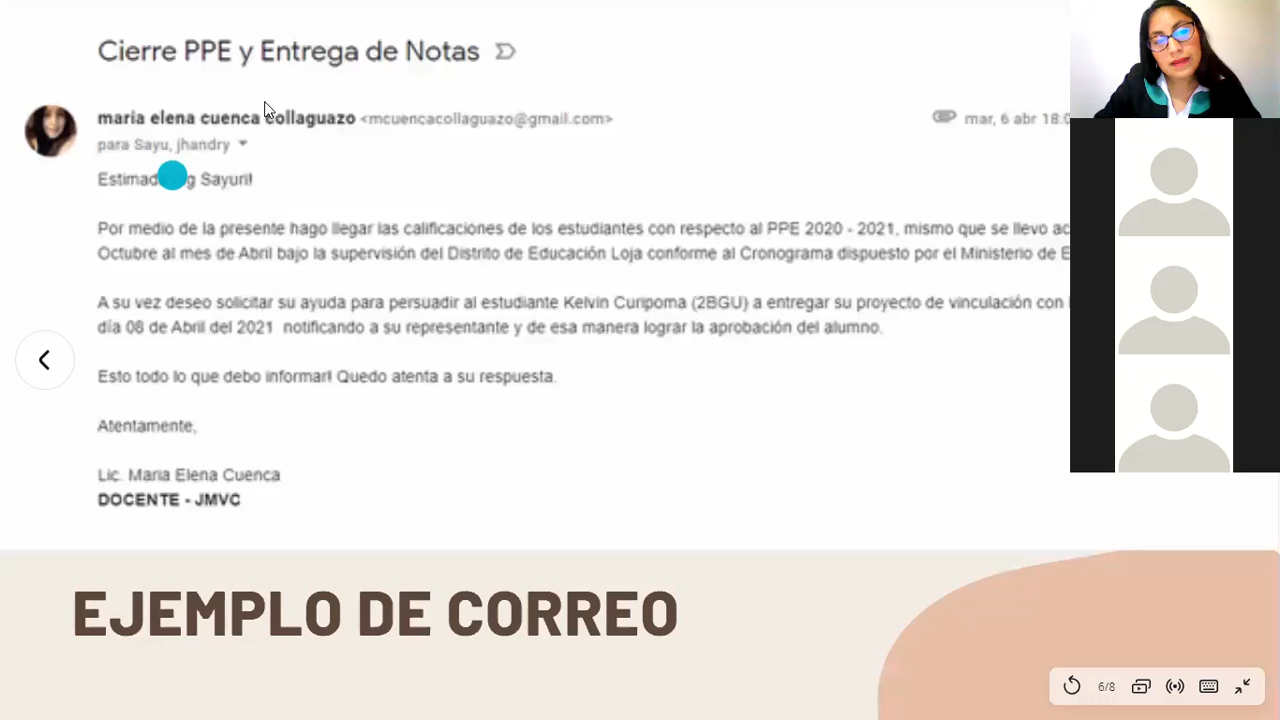 Cierre PPE y Entrega de Notas
maria elena cuenca collaguazo <mcuencacollaguazo@gmail.com>
mar, 6 abr 18:0
para Sayu, jhandry
Estimad g Sayuri!
Por medio de la presente hago llegar las calificaciones de los estudiantes con respecto al PPE 2020 - 2021, mismo que se llevo ac
Octubre al mes de Abril bajo la supervisión del Distrito de Educación Loja conforme al Cronograma dispuesto por el Ministerio de E
A su vez deseo solicitar su ayuda para persuadir al estudiante Kelvin Curipoma (2BGU) a entregar su proyecto de vinculación con
día 08 de Abril del 2021 notificando a su representante y de esa manera lograr la aprobación del alumno.
Esto todo lo que debo informar! Quedo atenta a su respuesta.
Atentamente,
Lic. Maria Elena Cuenca
DOCENTE - JMVC
EJEMPLO DE CORREO
6/8